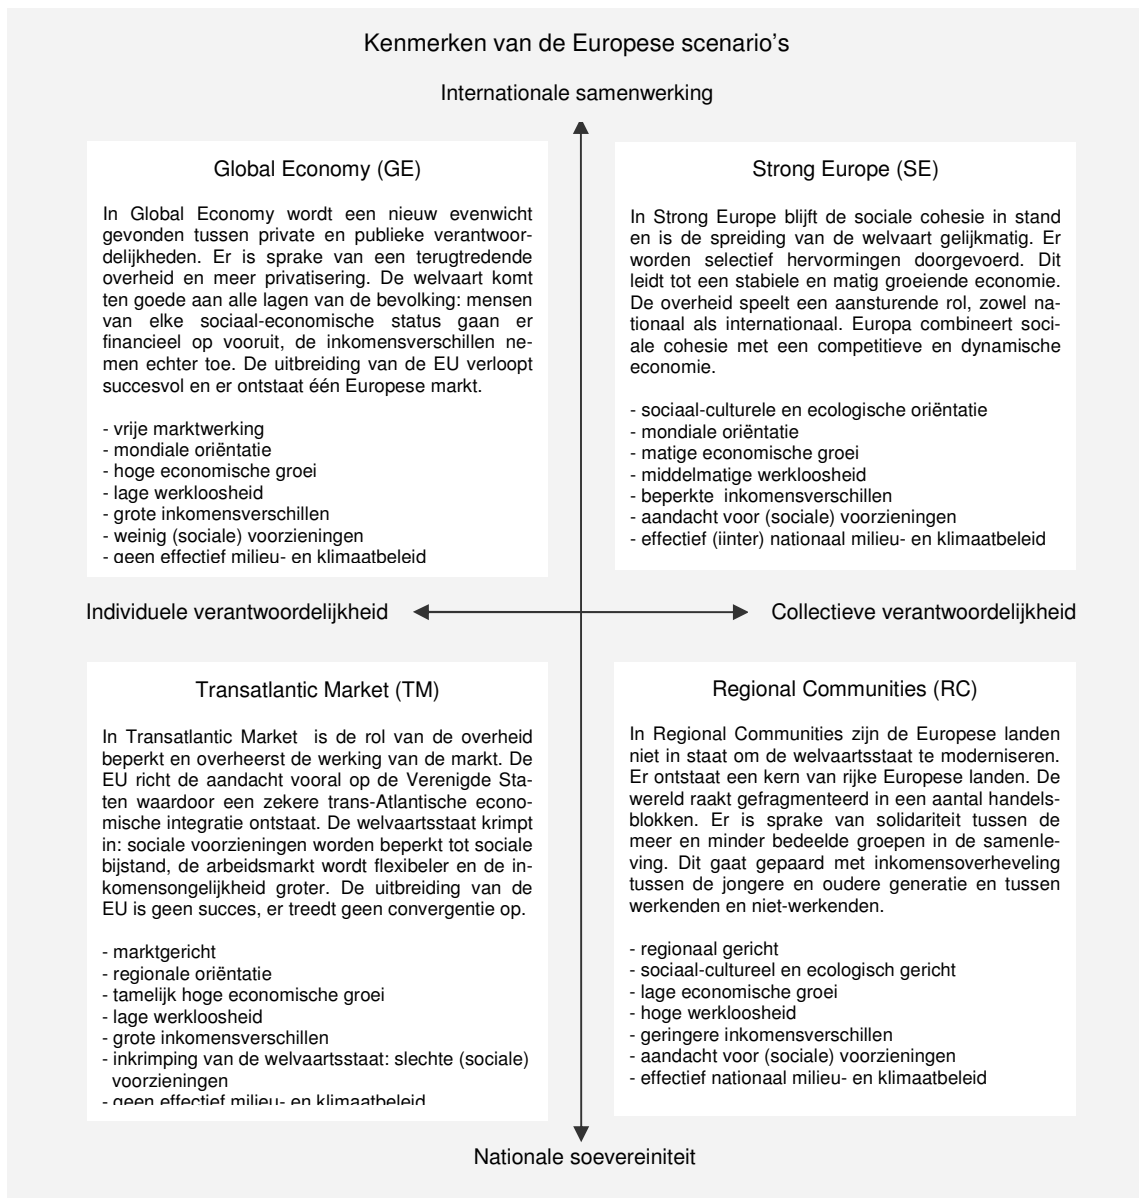 Kenmerken van de Europese scenario's
Internationale samenwerking
Global Economy (GE)
In Global Economy wordt een nieuw evenwicht
gevonden tussen private en publieke verantwoor-
delijkheden. Er is sprake van een terugtredende
overheid en meer privatisering. De welvaart komt
ten goede aan alle lagen van de bevolking: mensen
van elke sociaal-economische status gaan er
financieel op vooruit, de inkomensverschillen ne-
men echter toe. De uitbreiding van de EU verloopt
succesvol en er ontstaat één Europese markt.
- vrije marktwerking
- mondiale oriëntatie
- hoge economische groei
- lage werkloosheid
- grote inkomensverschillen
- weinig (sociale) voorzieningen
- geen effectief milieu- en klimaatbeleid
Strong Europe (SE)
In Strong Europe blijft de sociale cohesie in stand
en is de spreiding van de welvaart gelijkmatig. Er
worden selectief hervormingen doorgevoerd. Dit
leidt tot een stabiele en matig groeiende economie.
De overheid speelt een aansturende rol, zowel na-
tionaal als internationaal. Europa combineert soci-
ale cohesie met een competitieve en dynamische
economie.
- sociaal-culturele en ecologische oriëntatie
- mondiale oriëntatie
- matige economische groei
- middelmatige werkloosheid
- beperkte  inkomensverschillen
- aandacht voor (sociale) voorzieningen
- effectief (iinter) nationaal milieu- en klimaatbeleid
Individuele verantwoordelijkheid
Collectieve verantwoordelijkheid
Transatlantic Market (TM)
In Transatlantic Market  is de rol van de overheid
beperkt en overheerst de werking van de markt. De
EU richt de aandacht vooral op de Verenigde Sta-
ten waardoor een zekere trans-Atlantische econo-
mische integratie ontstaat. De welvaartsstaat krimpt
in: sociale voorzieningen worden beperkt tot sociale
bijstand, de arbeidsmarkt wordt flexibeler en de in-
komensongelijkheid groter. De uitbreiding van de
EU is geen succes, er treedt geen convergentie op.
- marktgericht
- regionale oriëntatie
- tamelijk hoge economische groei
- lage werkloosheid
- grote inkomensverschillen
- inkrimping van de welvaartsstaat: slechte (sociale)
voorzieningen
- geen effectief milieu- en klimaatbeleid
Regional Communities (RC)
In Regional Communities zijn de Europese landen
niet in staat om de welvaartsstaat te moderniseren.
Er ontstaat een kern van rijke Europese landen. De
wereld raakt gefragmenteerd in een aantal handels-
blokken. Er is sprake van solidariteit tussen de
meer en minder bedeelde groepen in de samenle-
ving. Dit gaat gepaard met inkomensoverheveling
tussen de jongere en oudere generatie en tussen
werkenden en niet-werkenden.
- regionaal gericht
- sociaal-cultureel en ecologisch gericht
- lage economische groei
- hoge werkloosheid
- geringere inkomensverschillen
- aandacht voor (sociale) voorzieningen
- effectief nationaal milieu- en klimaatbeleid
Nationale soevereiniteit